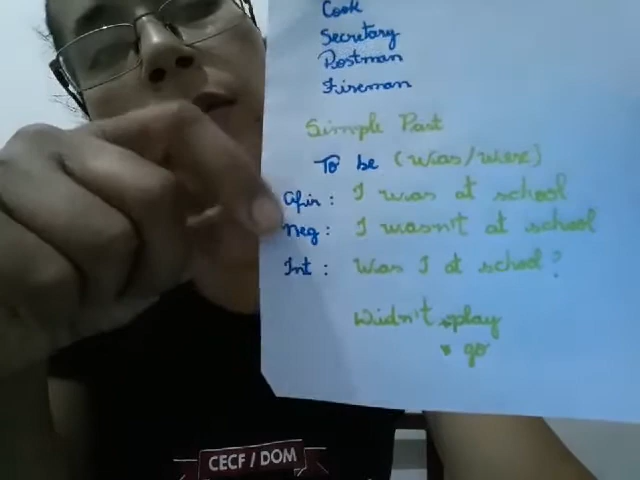 Cook
Secretary
Postman
Fireman
Simple Past
To be (was/were)
Afir: I was at school
Neg: I wasn't at school
Int: Was I at school?
Didn't play
" go
CECF / DOM